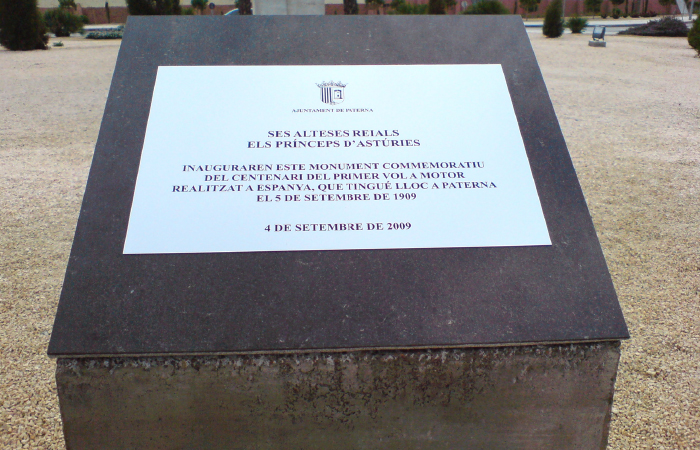 AJUNTAMENT DE PATERNA
SES ALTESES REIALS
ELS PRÍNCEPS D'ASTÚRIES
INAUGURAREN ESTE MONUMENT COMMEMORATIU
DEL CENTENARI DEL PRIMER VOL A MOTOR
REALITZAT A ESPANYA, QUE TINGUÉ LLOC A PATERNA
EL 5 DE SETEMBRE DE 1909
4 DE SETEMBRE DE 2009